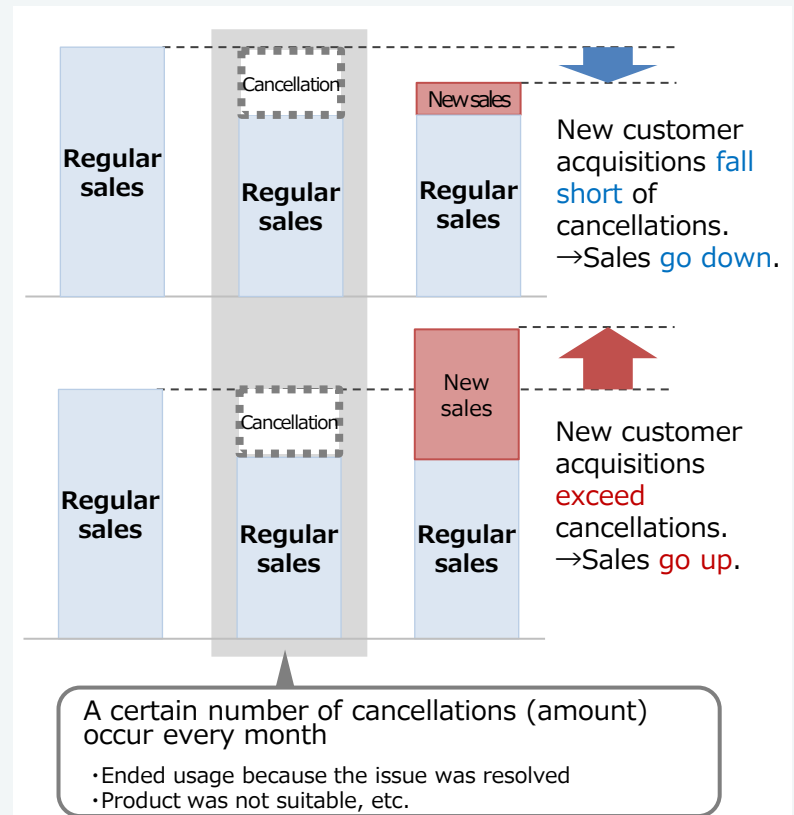 Regular
sales
Cancellation
Regular
sales
New sales
Regular
sales
New customer
acquisitions fall
short of
cancellations.
→Sales go down.
Regular
sales
Cancellation
Regular
sales
New
sales
Regular
sales
New customer
acquisitions
exceed
cancellations.
→Sales go up.
A certain number of cancellations (amount)
occur every month
・Ended usage because the issue was resolved
・Product was not suitable, etc.